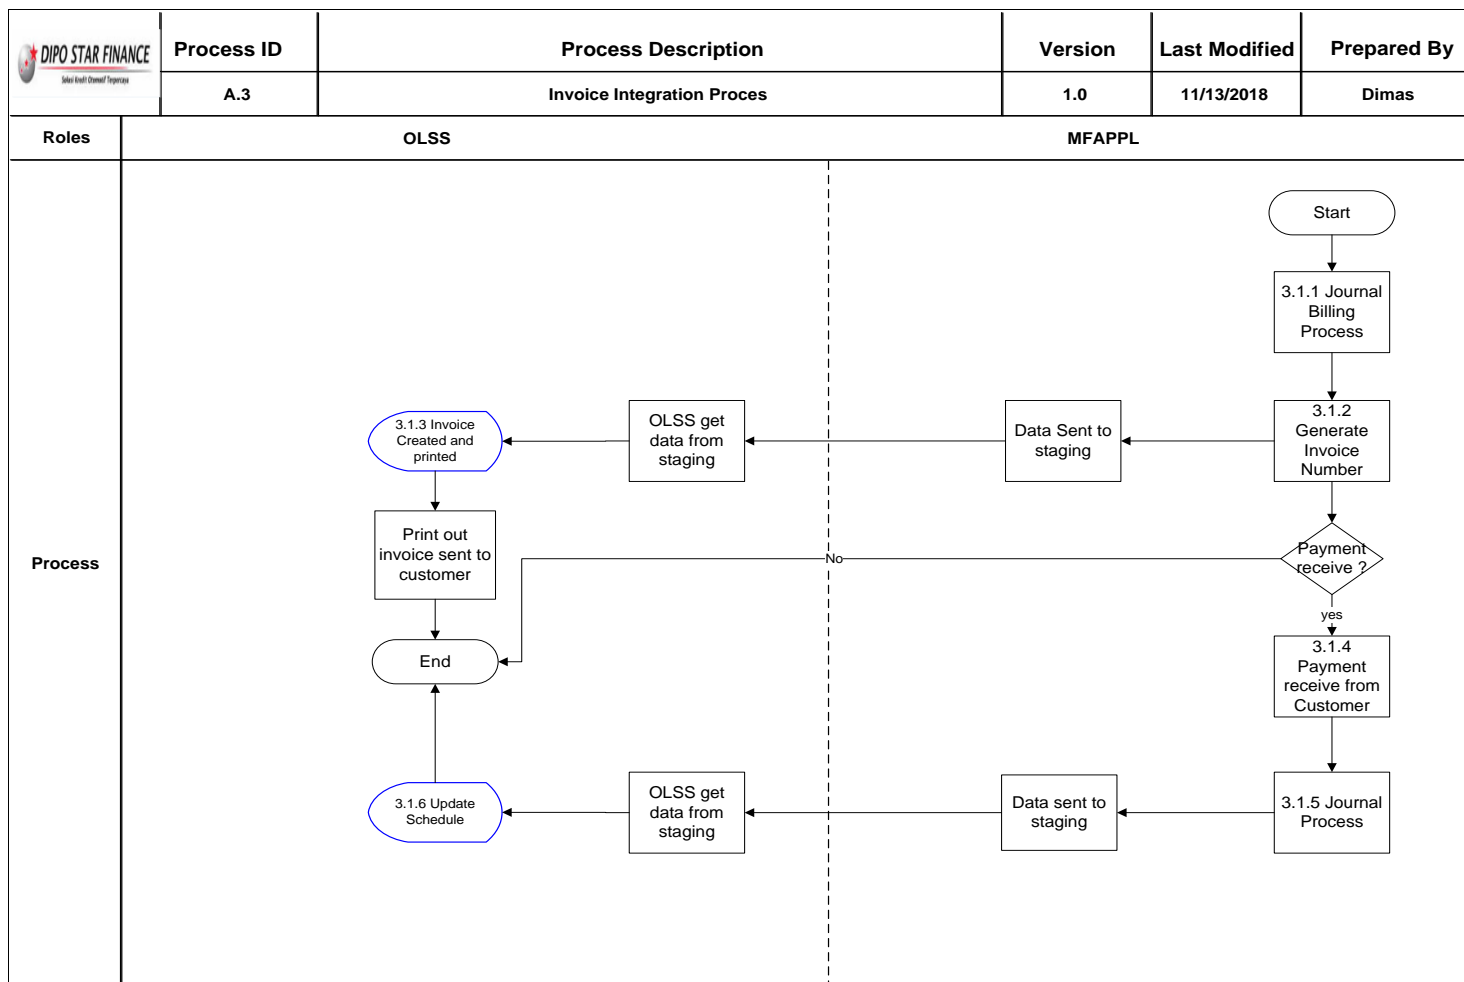 DIPO STAR FINANCE
Solusi Kredit Otomotif Terpercaya
Process ID
Process Description
Version
Last Modified
Prepared By
A.3
Invoice Integration Proces
1.0
11/13/2018
Dimas
Roles
OLSS
MFAPPL
Process
Start
3.1.1 Journal
Billing
Process
3.1.2
Generate
Invoice
Number
Data Sent to
staging
OLSS get
data from
staging
3.1.3 Invoice
Created and
printed
Print out
invoice sent to
customer
Payment
receive ?
No
yes
End
3.1.4
Payment
receive from
Customer
3.1.5 Journal
Process
Data sent to
staging
OLSS get
data from
staging
3.1.6 Update
Schedule